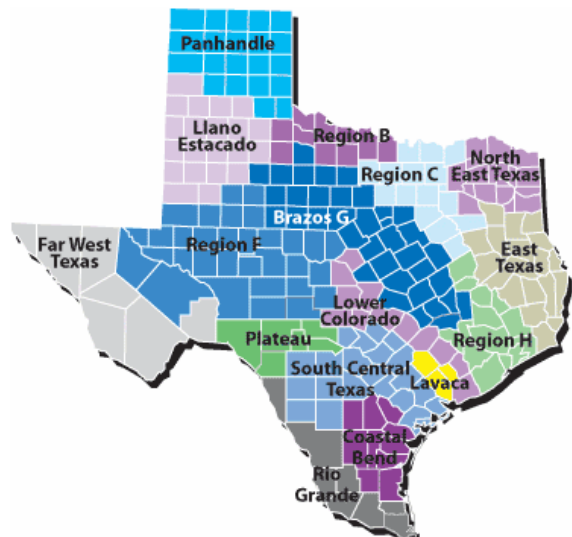 Panhandle
Llano
Estacado
Region B
Region C
North
East Texas
Brazos G
Far West
Texas
Region F
East
Texas
Lower
Colorado
Plateau
Region H
South Central
Texas
Lavaca
Coastal
Bend
Rio
Grande